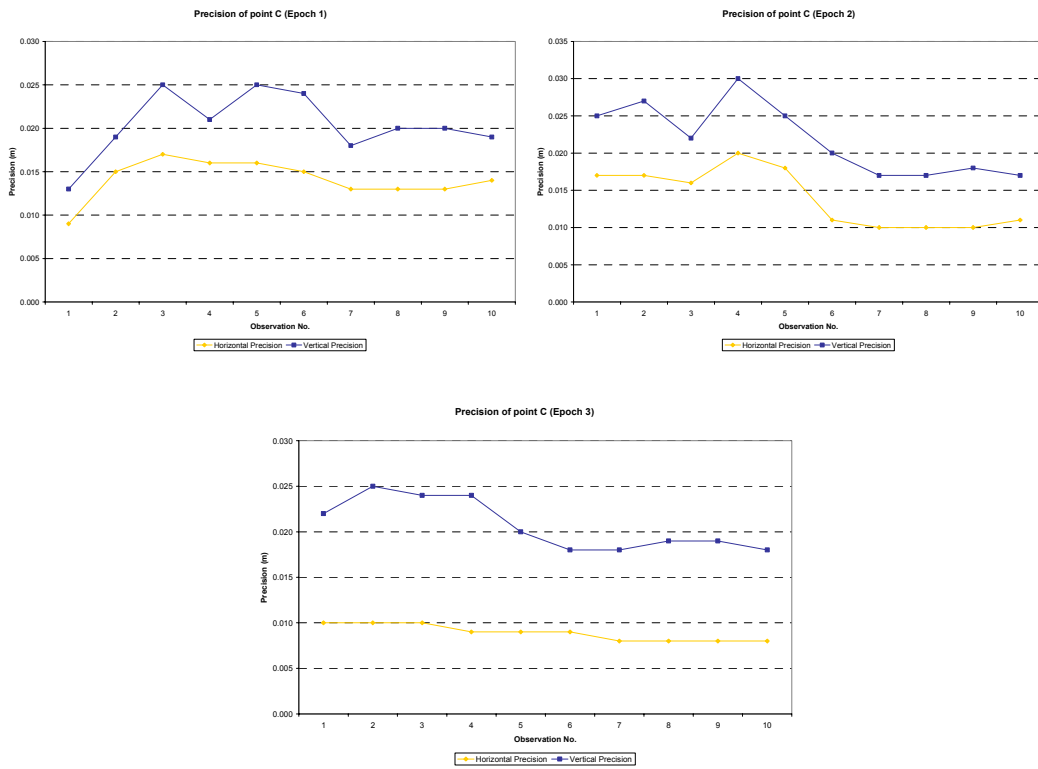 Precision of point C (Epoch 1)
0.030
0.025
0.020
0.015
0.010
0.005
0.000
Precision (m)
1 2 3 4 5 6 7 8 9 10
Observation No.
Horizontal Precision Vertical Precision
Precision of point C (Epoch 2)
0.035
0.030
0.025
0.020
0.015
0.010
0.005
0.000
Precision (m)
1 2 3 4 5 6 7 8 9 10
Observation No.
Horizontal Precision Vertical Precision
Precision of point C (Epoch 3)
0.030
0.025
0.020
0.015
0.010
0.005
0.000
Precision (m)
1 2 3 4 5 6 7 8 9 10
Observation No.
Horizontal Precision Vertical Precision